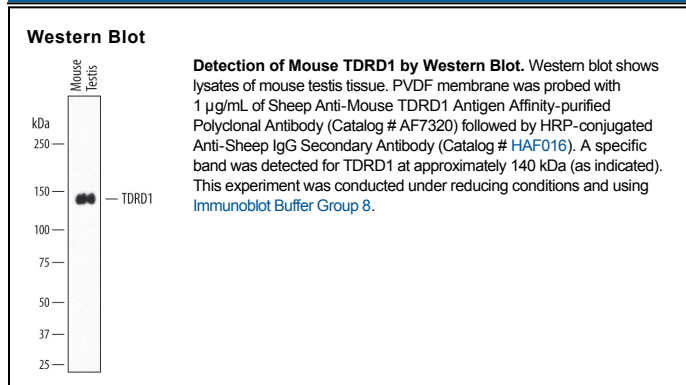 Western Blot
Mouse
Testis
kDa
250
150
100
75
50
37
25
TDRD1
Detection of Mouse TDRD1 by Western Blot. Western blot shows
lysates of mouse testis tissue. PVDF membrane was probed with
1 µg/mL of Sheep Anti-Mouse TDRD1 Antigen Affinity-purified
Polyclonal Antibody (Catalog # AF7320) followed by HRP-conjugated
Anti-Sheep IgG Secondary Antibody (Catalog # HAF016). A specific
band was detected for TDRD1 at approximately 140 kDa (as indicated).
This experiment was conducted under reducing conditions and using
Immunoblot Buffer Group 8.